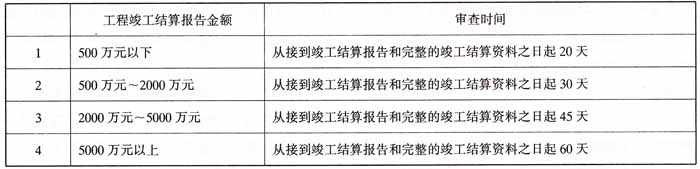 工程竣工结算报告金额 审查时间
1 500 万元以下 从接到竣工结算报告和完整的竣工结算资料之日起 20 天
2 500 万元～2000 万元 从接到竣工结算报告和完整的竣工结算资料之日起 30 天
3 2000 万元～5000 万元 从接到竣工结算报告和完整的竣工结算资料之日起 45 天
4 5000 万元以上 从接到竣工结算报告和完整的竣工结算资料之日起 60 天